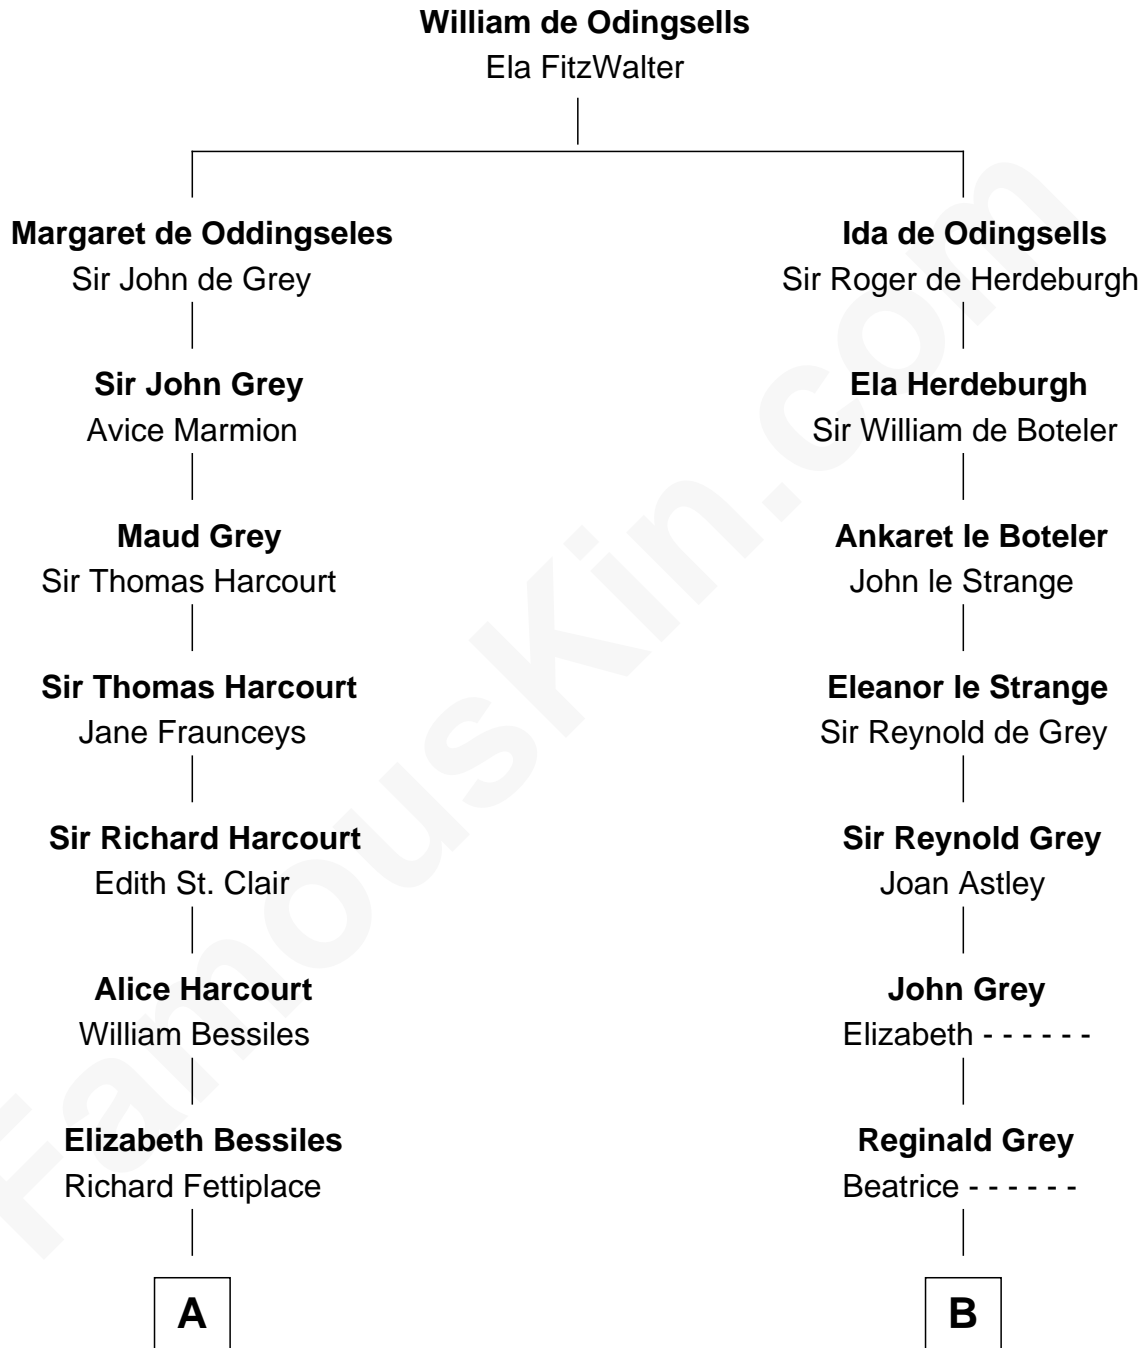 William de Odingsells
Ela FitzWalter
Margaret de Oddingseles
Sir John de Grey
Ida de Odingsells
Sir Roger de Herdeburgh
Sir John Grey
Avice Marmion
Ela Herdeburgh
Sir William de Boteler
Maud Grey
Sir Thomas Harcourt
Ankaret le Boteler
John le Strange
Sir Thomas Harcourt
Jane Fraunceys
Eleanor le Strange
Sir Reynold de Grey
Sir Richard Harcourt
Edith St. Clair
Sir Reynold Grey
Joan Astley
Alice Harcourt
William Bessiles
John Grey
Elizabeth - - - - - -
Elizabeth Bessiles
Richard Fettiplace
Reginald Grey
Beatrice - - - - - -
A
B
FamousKin.com